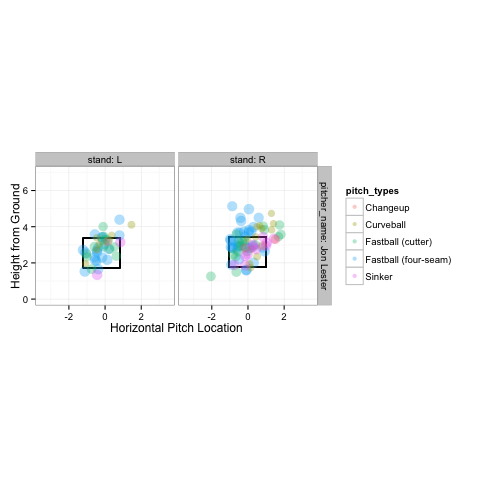 stand: L
stand: R
6
4
2
0
Height from Ground
-2
0
2
-2
0
2
Horizontal Pitch Location
pitcher_name: Jon Lester
pitch_types
Changeup
Curveball
Fastball (cutter)
Fastball (four-seam)
Sinker